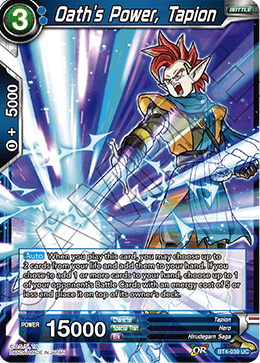 BATTLE
3
Oath's Power, Tapion
0 + 5000
Auto When you play this card, you may choose up to
2 cards from your life and add them to your hand. If you
choose to add 1 or more cards to your hand, choose up to 1
of your opponent's Battle Cards with an energy cost of 5 or
less and place it on top of its owner's deck.
POWER 15000
Character Tapion
Special Trait Hero
Era Hirudegarn Saga
BT4-039 UC